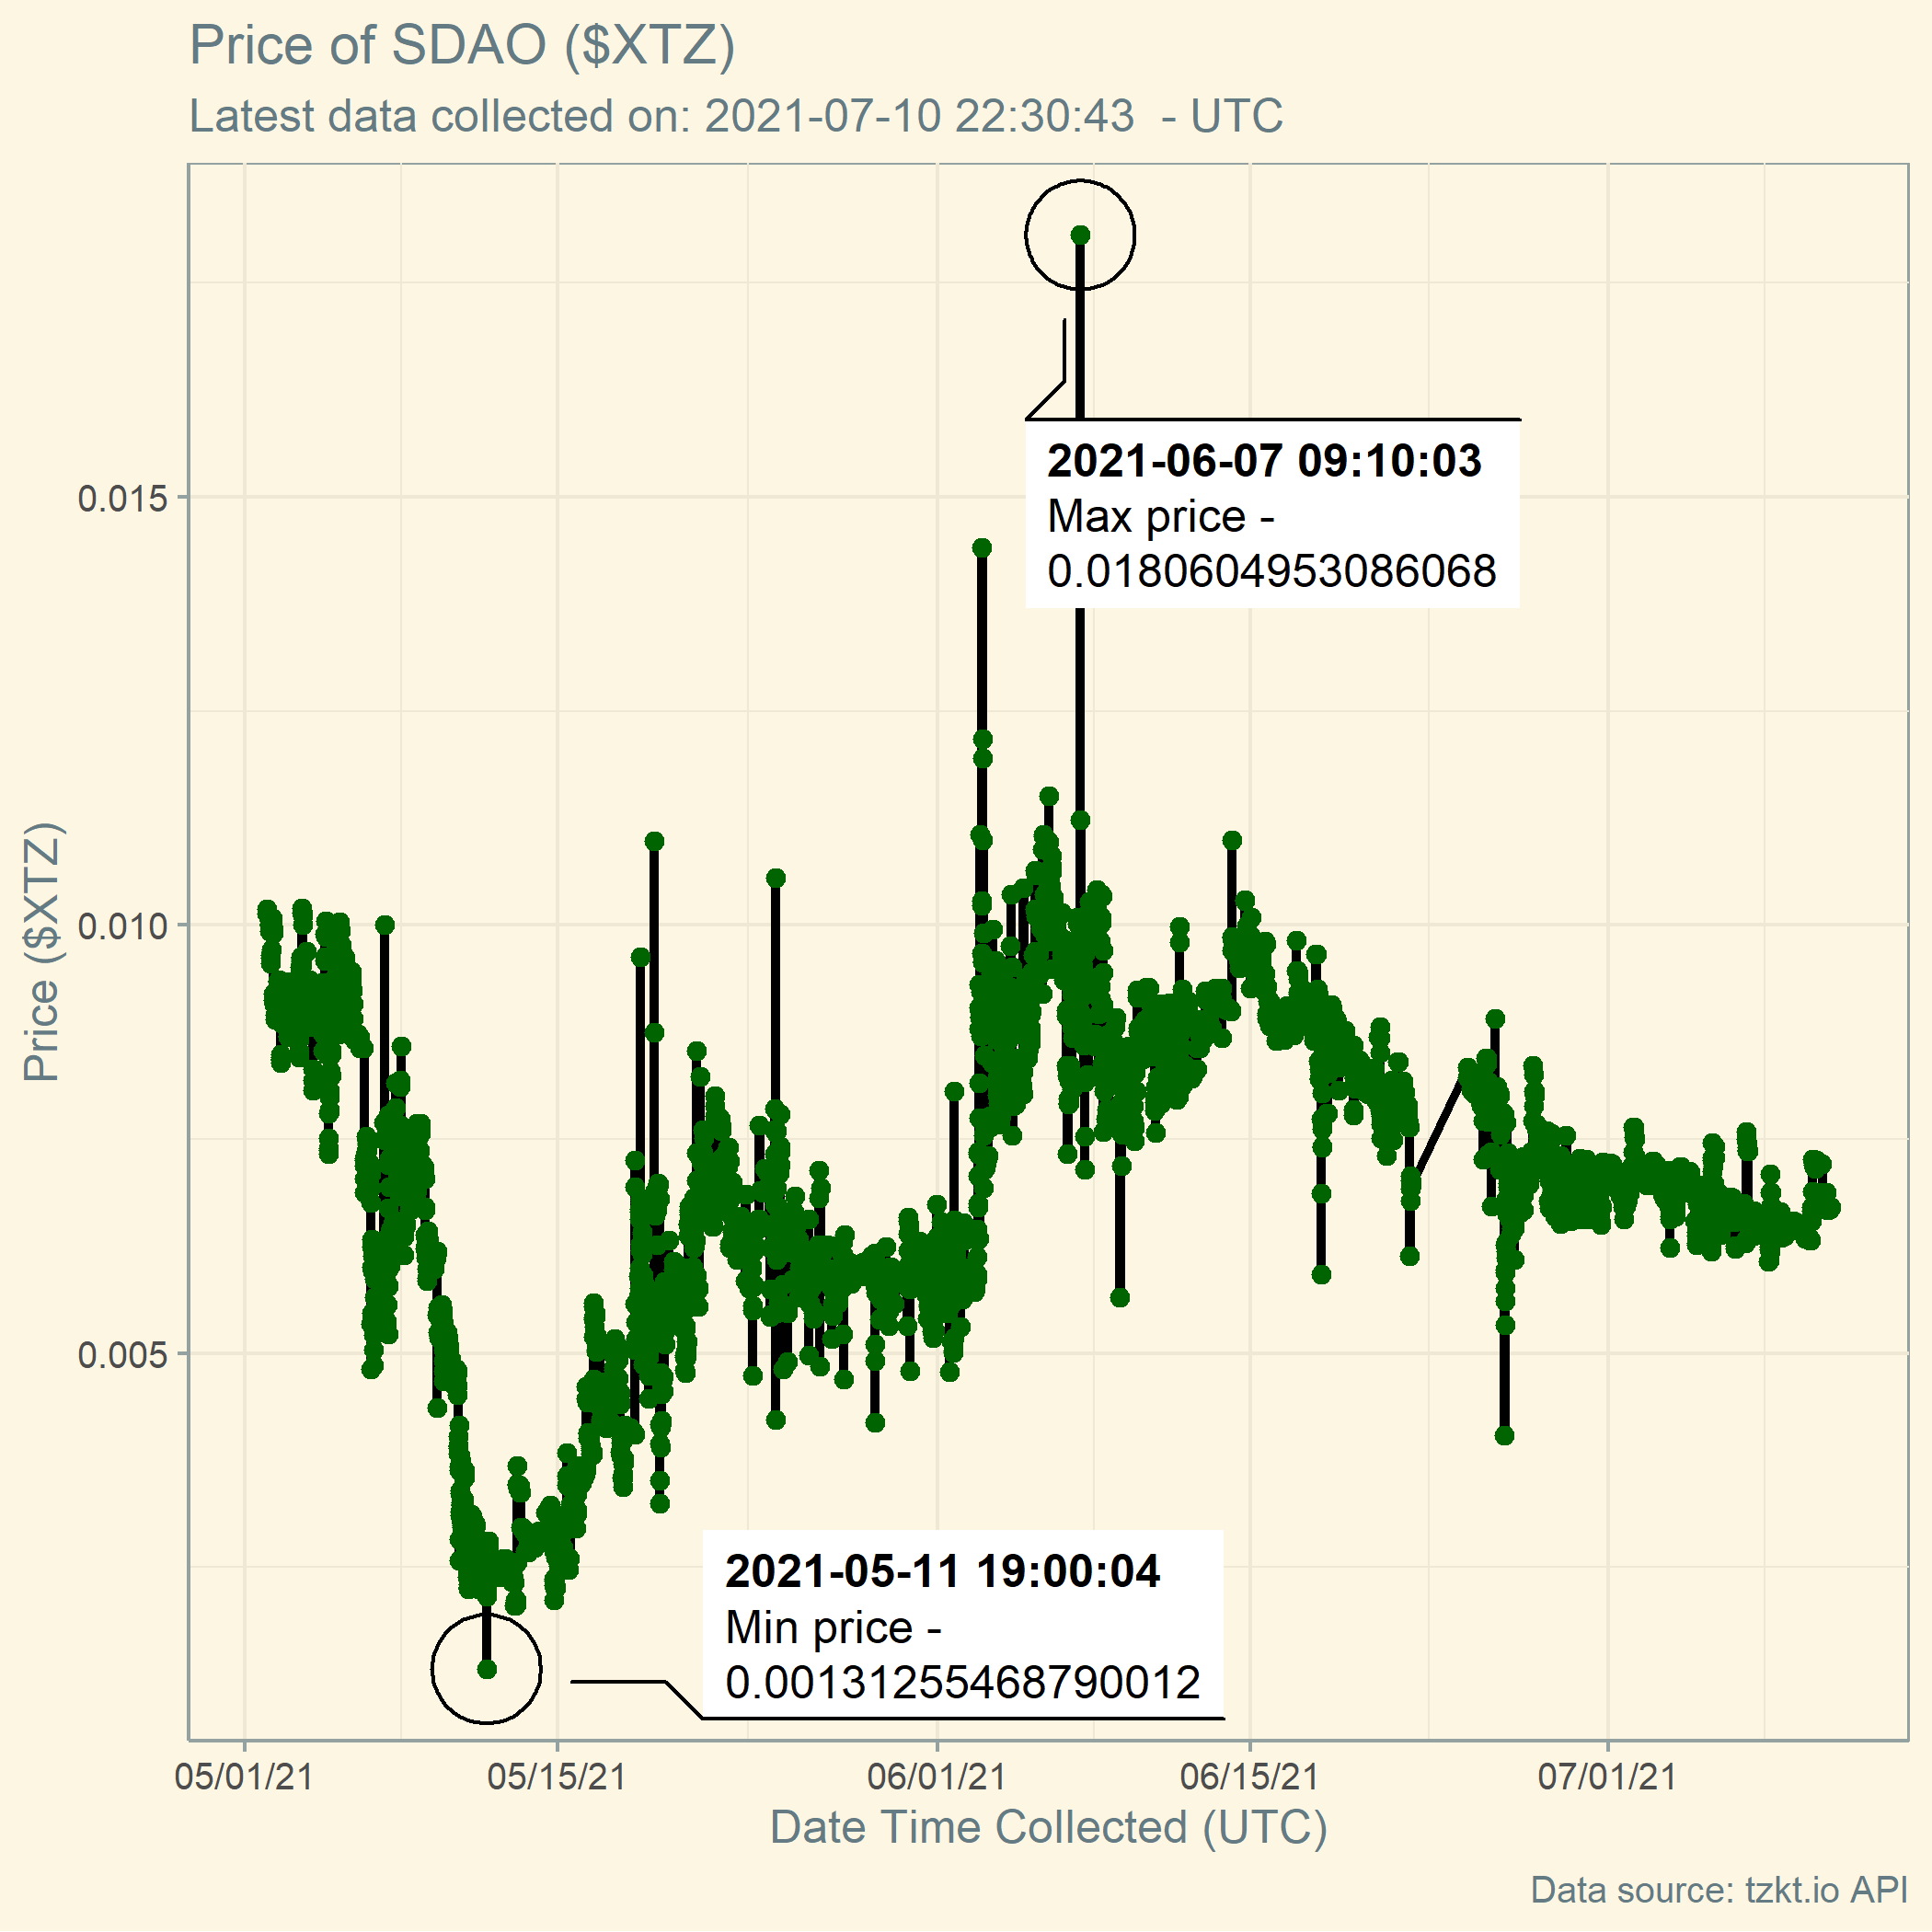 Price of SDAO ($XTZ)
Latest data collected on: 2021-07-10 22:30:43  - UTC
Price ($XTZ)
0.015
0.010
0.005
2021-06-07 09:10:03
Max price -
0.0180604953086068
2021-05-11 19:00:04
Min price -
0.00131255468790012
05/01/21
05/15/21
06/01/21
06/15/21
07/01/21
Date Time Collected (UTC)
Data source: tzkt.io API